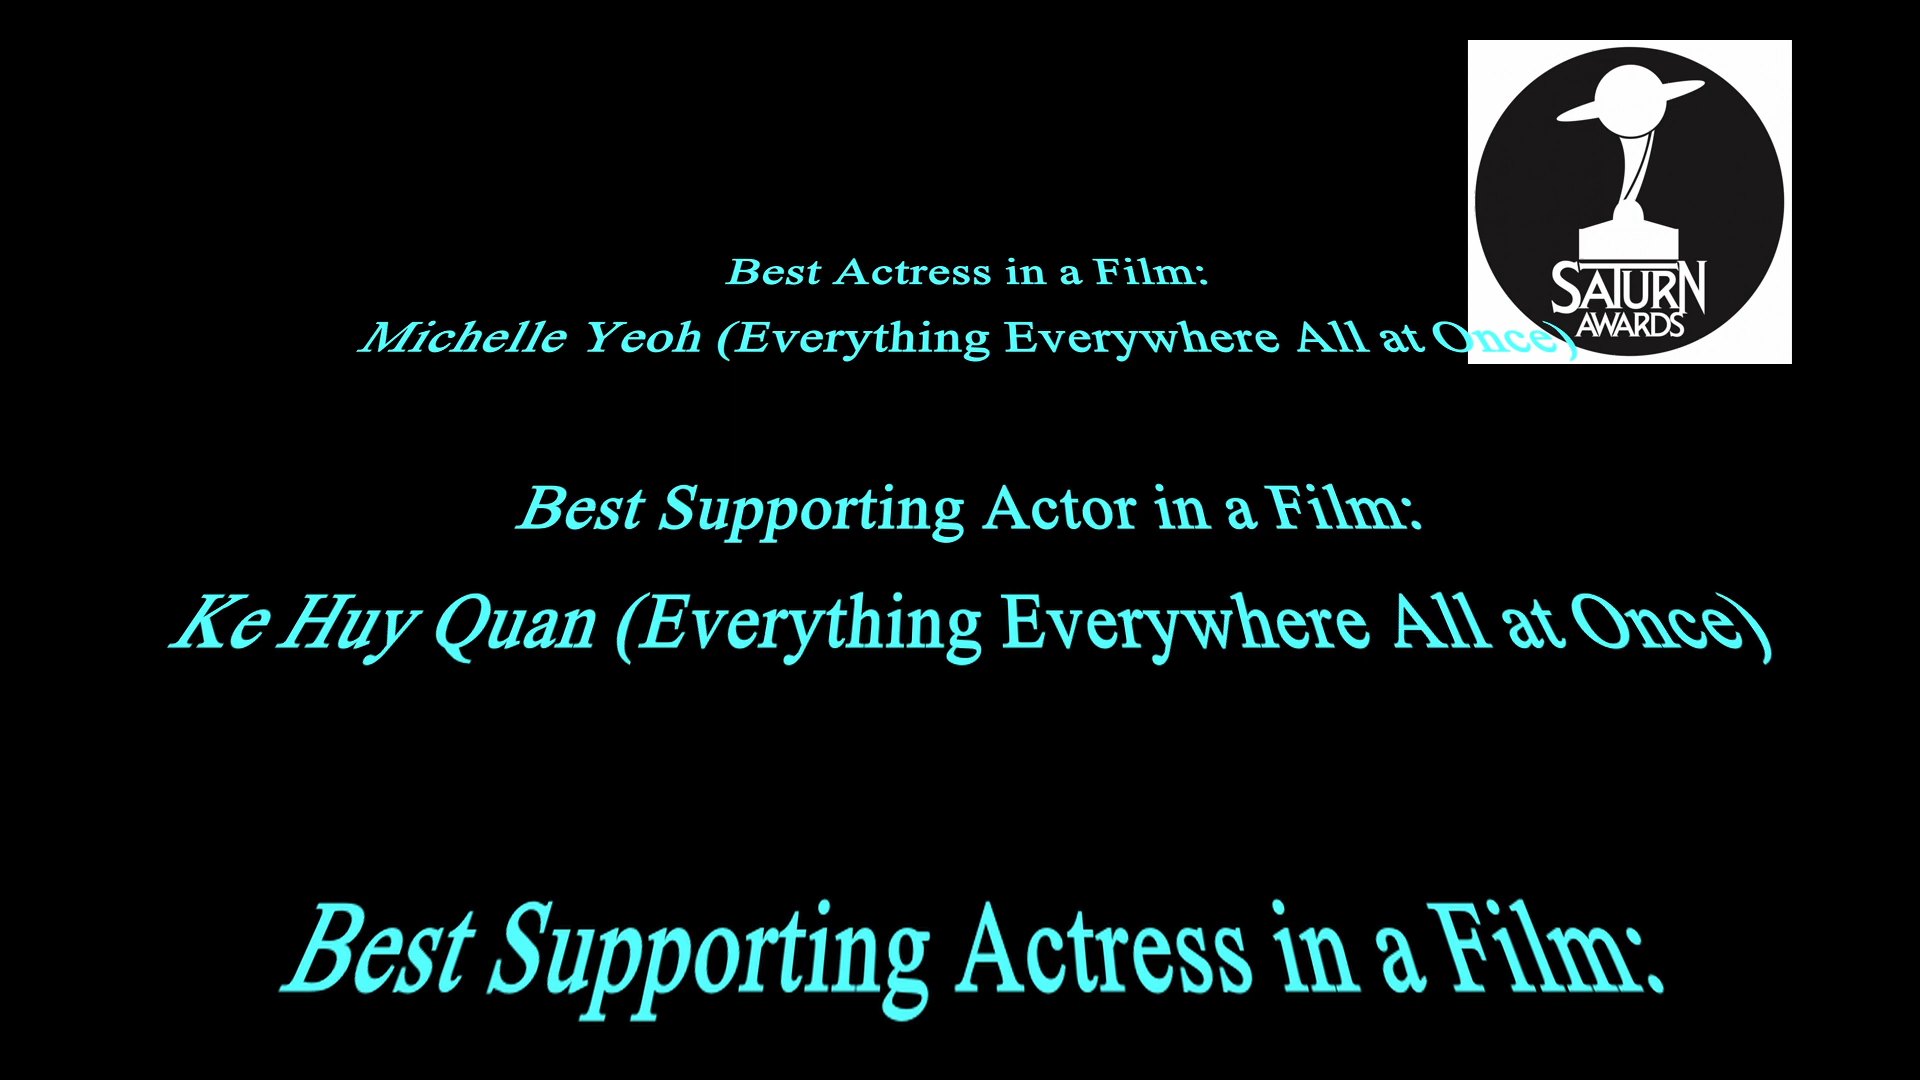 SATURN
AWARDS
Best Actress in a Film:
Michelle Yeoh (Everything Everywhere All at Once)
Best Supporting Actor in a Film:
Ke Huy Quan (Everything Everywhere All at Once)
Best Supporting Actress in a Film: